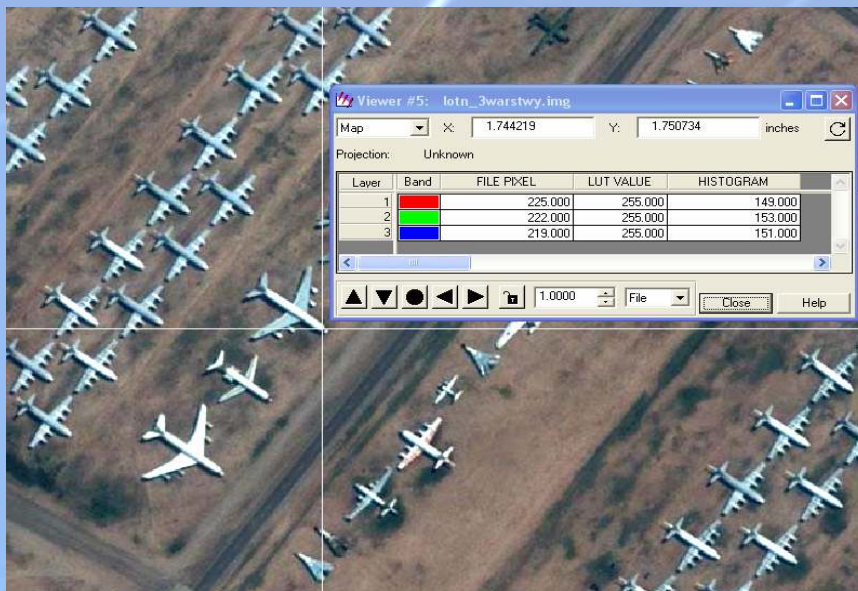 Viewer #5: lotn_3warstwy.img
Map X: 1.744219 Y: 1.750734 inches
Projection: Unknown
Layer Band FILE PIXEL LUT VALUE HISTOGRAM
1 225.000 255.000 149.000
2 222.000 255.000 153.000
3 219.000 255.000 151.000
1.0000 File Close Help